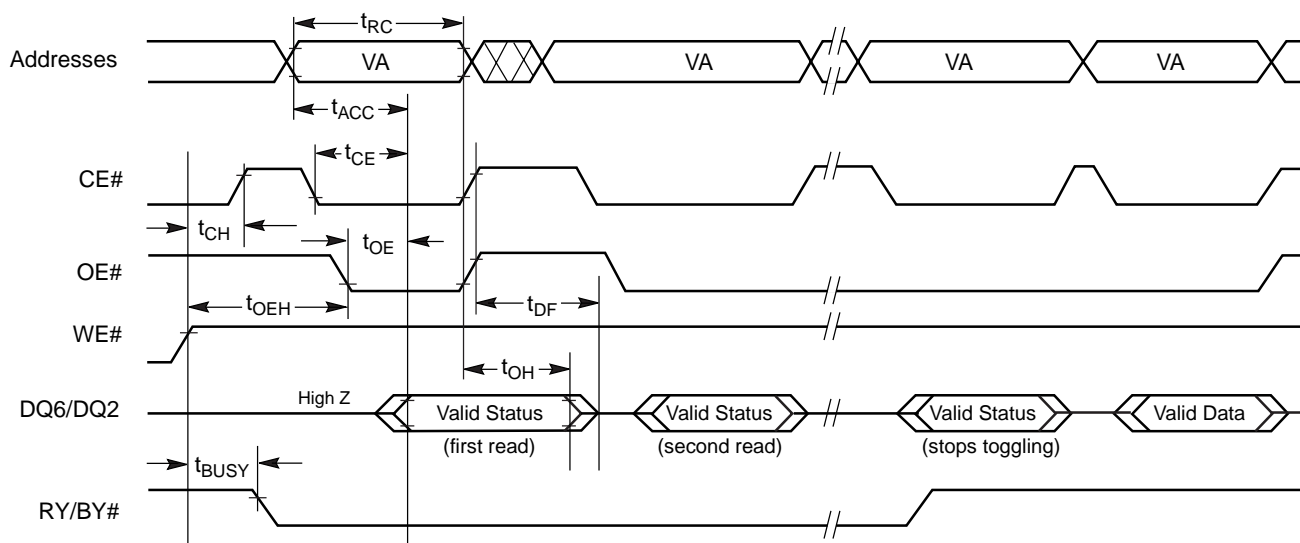 tRC
Addresses VA VA VA VA
tACC
tCE
CE#
tCH
tOE
OE#
tOEH
tDF
WE#
tOH
DQ6/DQ2 High Z Valid Status Valid Status Valid Status Valid Data
(first read) (second read) (stops toggling)
tBUSY
RY/BY#